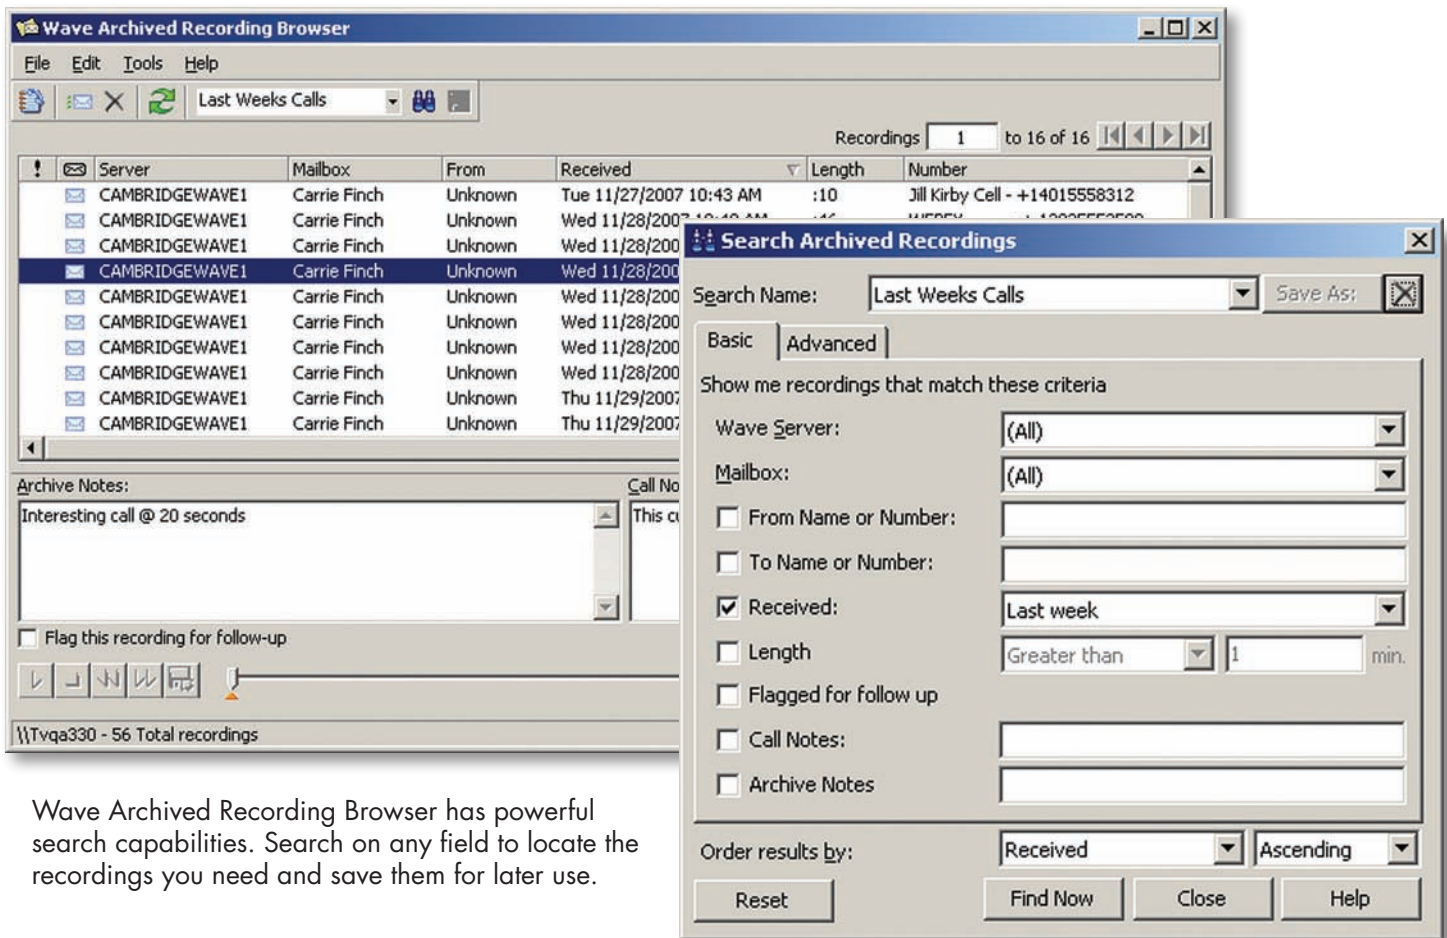 Wave Archived Recording Browser
File Edit Tools Help
Last Weeks Calls
Recordings 1 to 16 of 16
! Server Mailbox From Received Length Number
CAMBRIDGEWAVE1 Carrie Finch Unknown Tue 11/27/2007 10:43 AM :10 Jill Kirby Cell - +14015558312
CAMBRIDGEWAVE1 Carrie Finch Unknown Wed 11/28/2007
CAMBRIDGEWAVE1 Carrie Finch Unknown Wed 11/28/200
CAMBRIDGEWAVE1 Carrie Finch Unknown Wed 11/28/200
CAMBRIDGEWAVE1 Carrie Finch Unknown Wed 11/28/200
CAMBRIDGEWAVE1 Carrie Finch Unknown Wed 11/28/200
CAMBRIDGEWAVE1 Carrie Finch Unknown Wed 11/28/200
CAMBRIDGEWAVE1 Carrie Finch Unknown Wed 11/28/200
CAMBRIDGEWAVE1 Carrie Finch Unknown Thu 11/29/2007
CAMBRIDGEWAVE1 Carrie Finch Unknown Thu 11/29/2007
Archive Notes: Call No
Interesting call @ 20 seconds This cu
Flag this recording for follow-up
\\Tvqa330 - 56 Total recordings
Search Archived Recordings
Search Name: Last Weeks Calls Save As:
Basic Advanced
Show me recordings that match these criteria
Wave Server: (All)
Mailbox: (All)
From Name or Number:
To Name or Number:
Received: Last week
Length Greater than 1 min.
Flagged for follow up
Call Notes:
Archive Notes
Order results by: Received Ascending
Reset Find Now Close Help
Wave Archived Recording Browser has powerful
search capabilities. Search on any field to locate the
recordings you need and save them for later use.